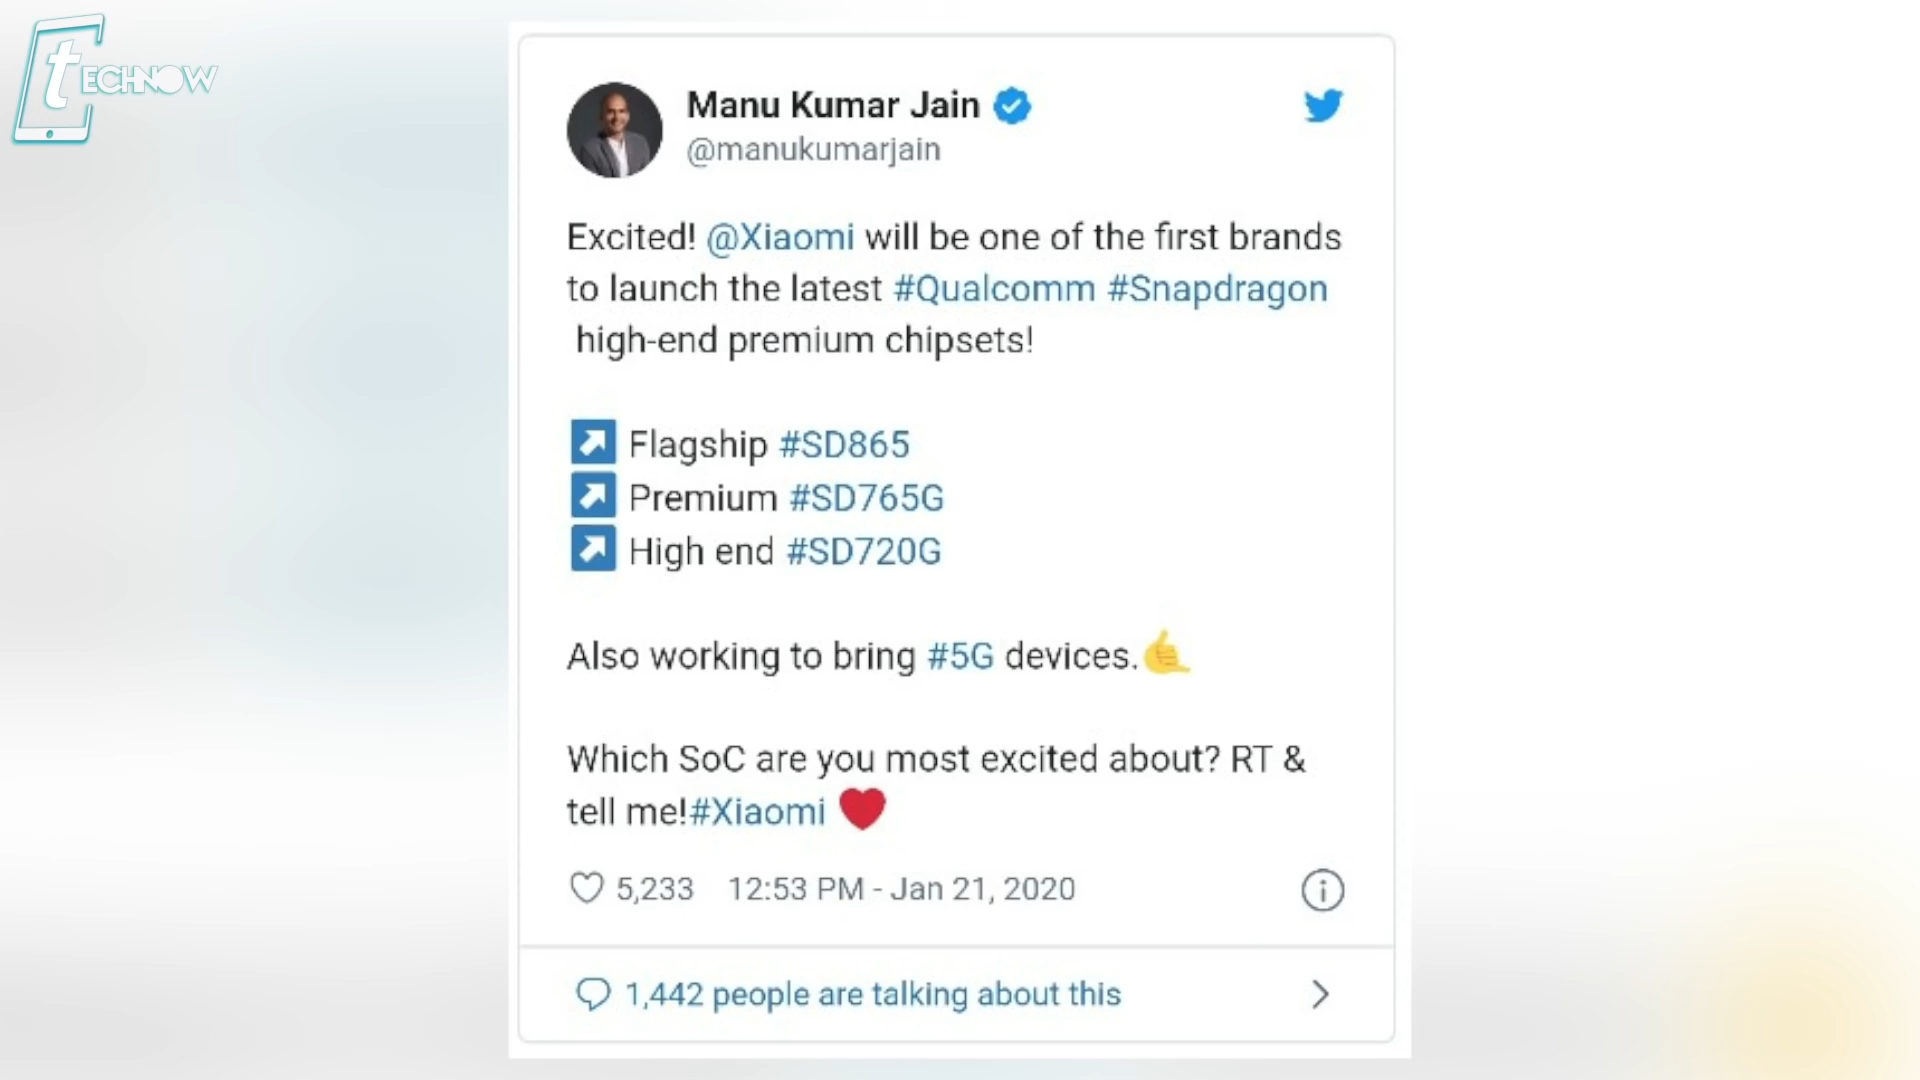 tECHNOW
Manu Kumar Jain
@manukumarjain
Excited! @Xiaomi will be one of the first brands
to launch the latest #Qualcomm #Snapdragon
high-end premium chipsets!
Flagship #SD865
Premium #SD765G
High end #SD720G
Also working to bring #5G devices.
Which SoC are you most excited about? RT &
tell me!#Xiaomi
5,233 12:53 PM - Jan 21, 2020
1,442 people are talking about this